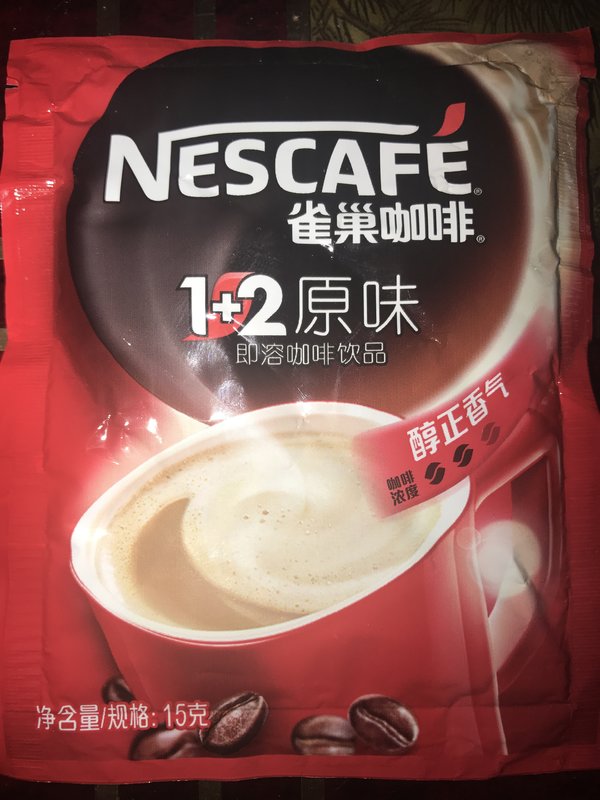 NESCAFÉ®
雀巢咖啡®
1+2 原味
即溶咖啡饮品
醇正香气
咖啡
浓度
净含量/规格: 15克